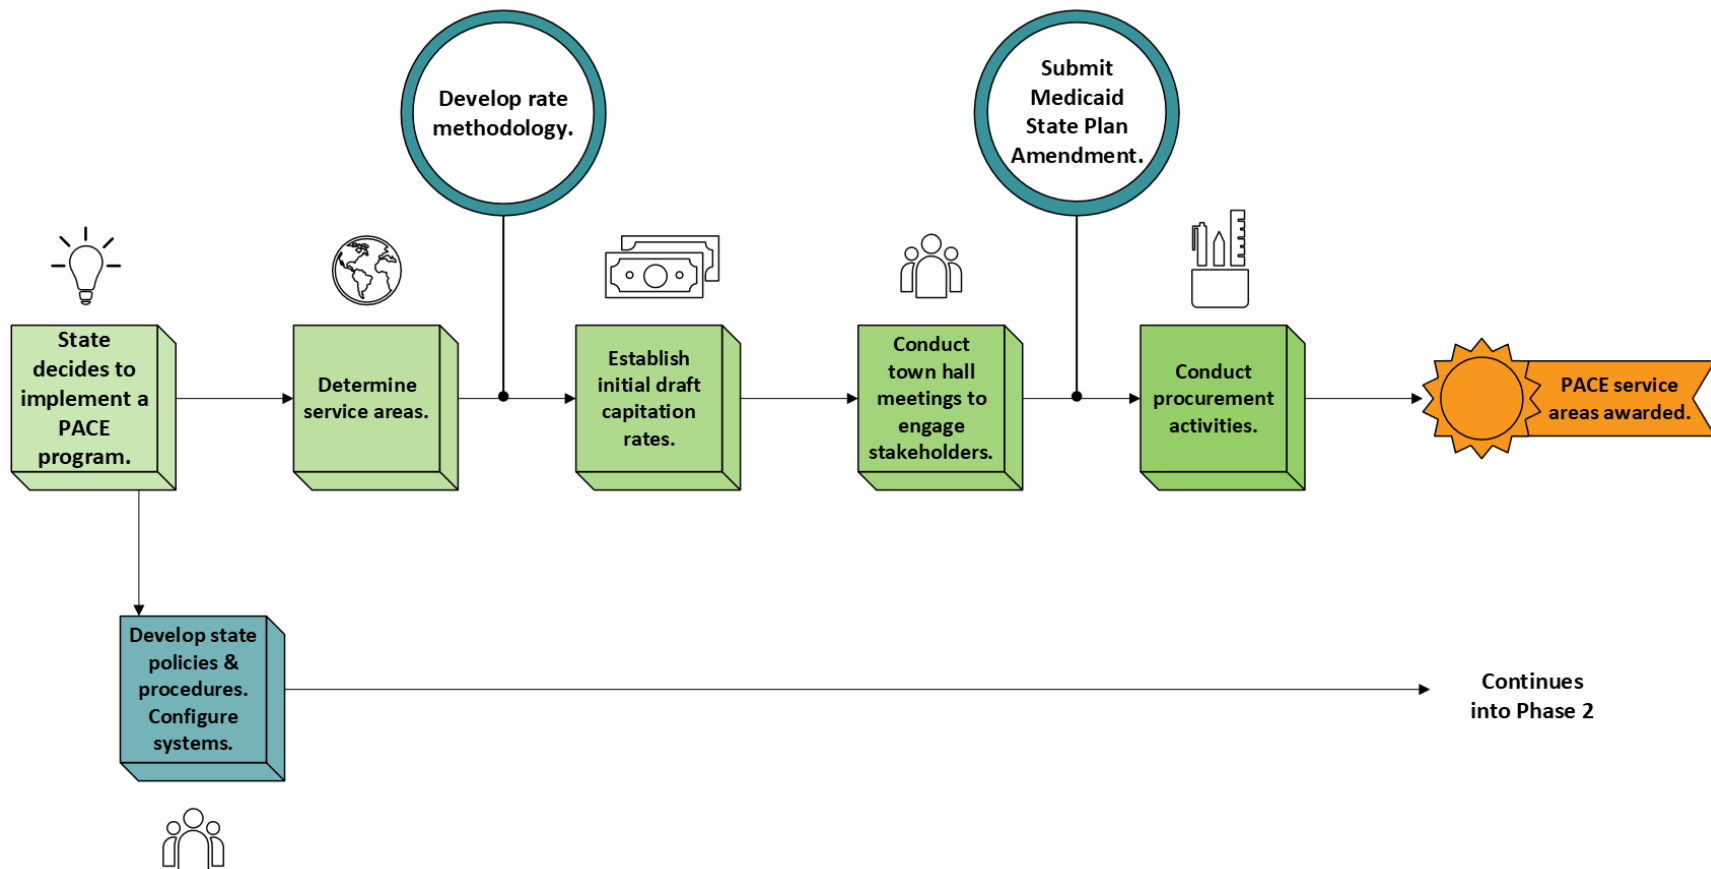 Develop rate
methodology.
Submit
Medicaid
State Plan
Amendment.
State
decides to
implement a
PACE
program.
Determine
service areas.
Establish
initial draft
capitation
rates.
Conduct
town hall
meetings to
engage
stakeholders.
Conduct
procurement
activities.
PACE service
areas awarded.
Develop state
policies &
procedures.
Configure
systems.
Continues
into Phase 2